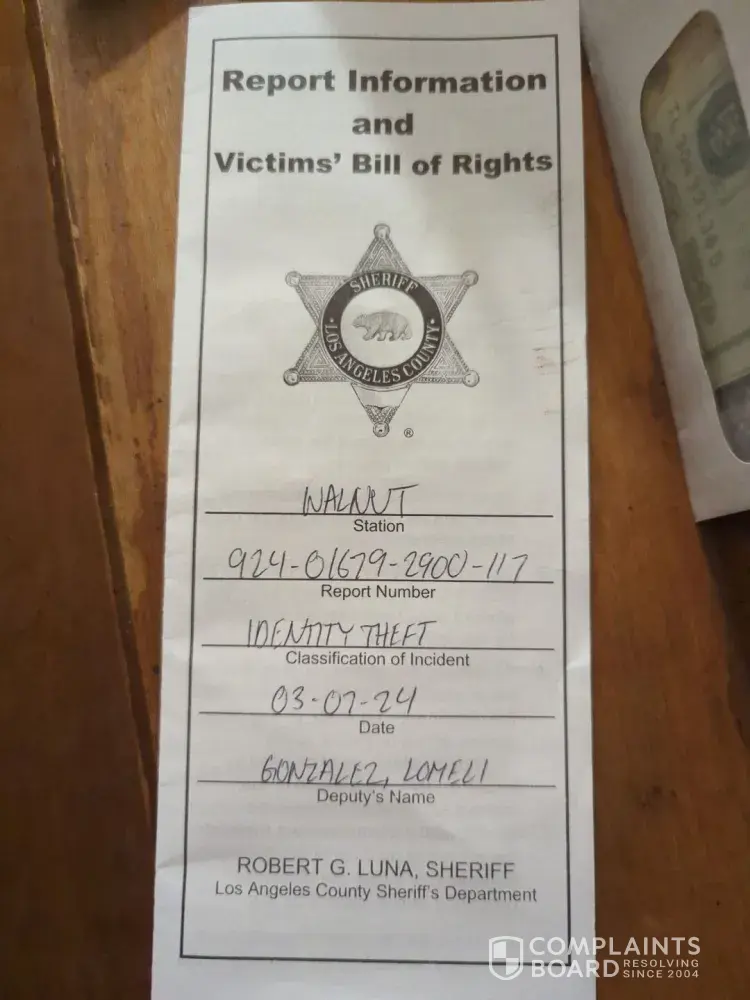 Report Information
and
Victims' Bill of Rights
SHERIFF
LOS ANGELES COUNTY
®
WALNUT
Station
924-01679-2900-117
Report Number
IDENTITY THEFT
Classification of Incident
03-07-24
Date
GONZALEZ, LOMELI
Deputy's Name
ROBERT G. LUNA, SHERIFF
Los Angeles County Sheriff's Department
COMPLAINTS
BOARD RESOLVING SINCE 2004